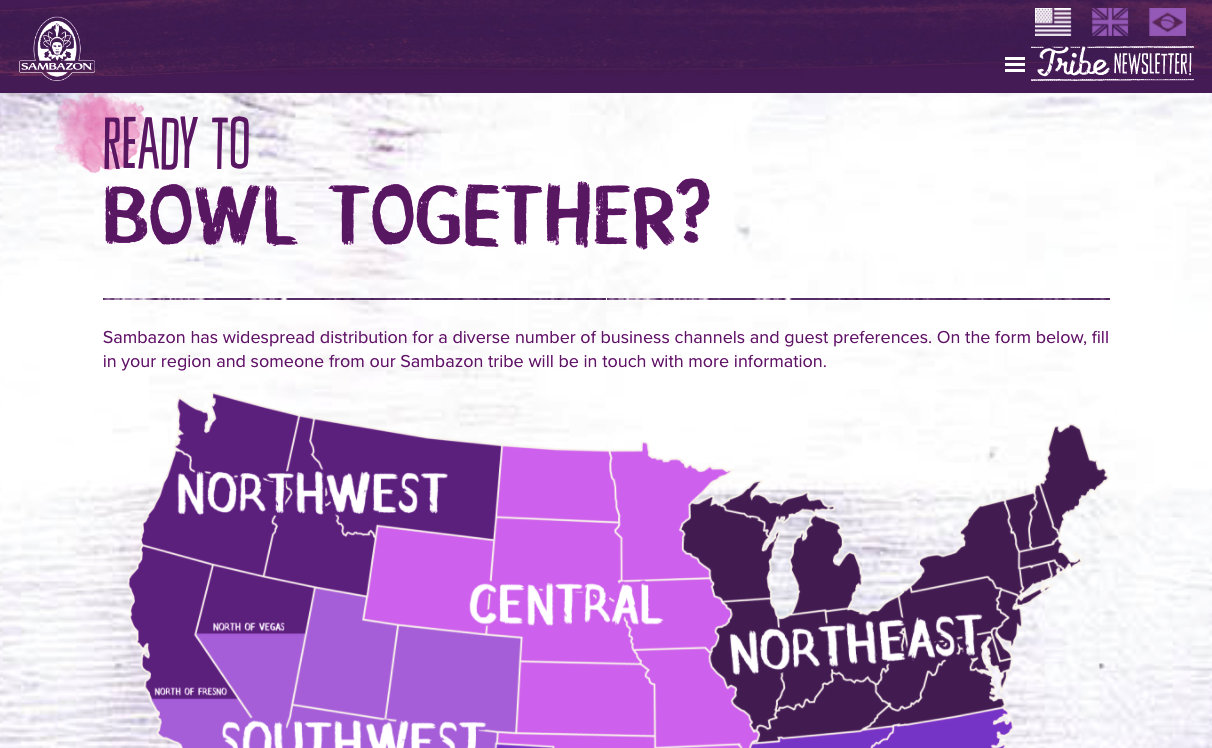 SAMBAZON
Tribe NEWSLETTER!
READY TO
BOWL TOGETHER?
Sambazon has widespread distribution for a diverse number of business channels and guest preferences. On the form below, fill
in your region and someone from our Sambazon tribe will be in touch with more information.
NORTHWEST
CENTRAL
NORTH OF VEGAS
NORTHEAST
NORTH OF FRESNO
SOUTHWEST